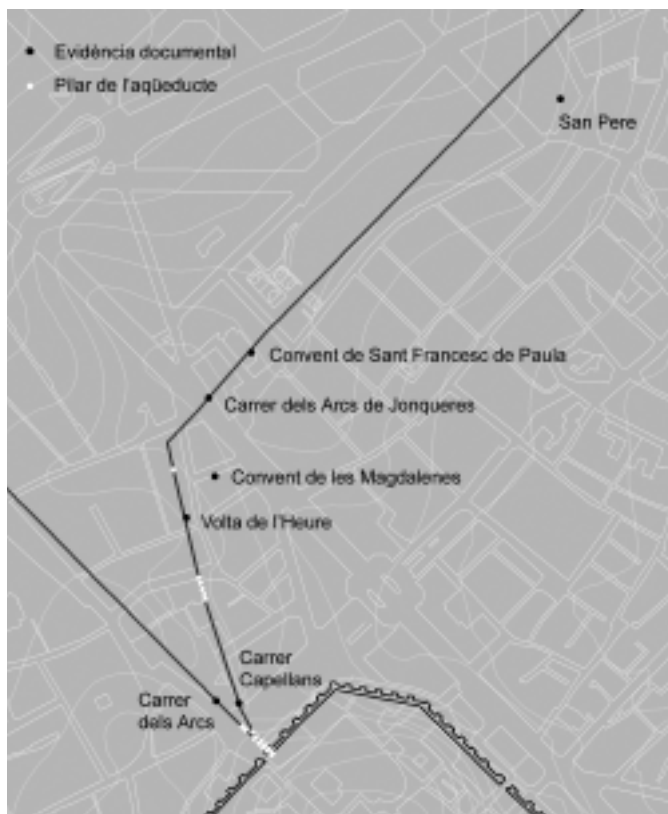 Evidència documental
Pilar de l'aqüeducte
San Pere
Convent de Sant Francesc de Paula
Carrer dels Arcs de Jonqueres
Convent de les Magdalenes
Volta de l'Heure
Carrer
Capellans
Carrer
dels Arcs